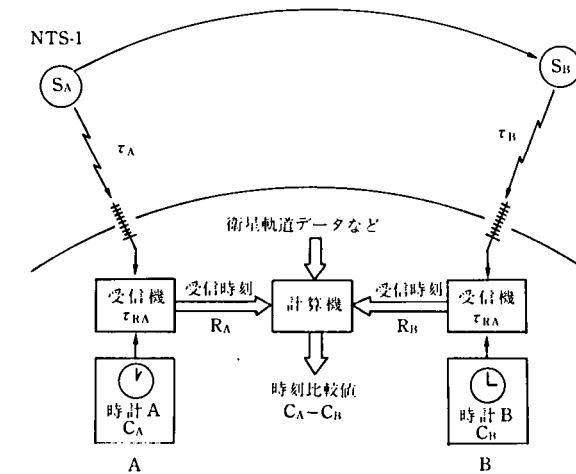 NTS-1
SA
SB
τA
τB
衛星軌道データなど
受信機
τRA
受信時刻
RA
計算機
受信時刻
RB
受信機
τRA
時計A
CA
時刻比較値
CA−CB
時計B
CB
A
B